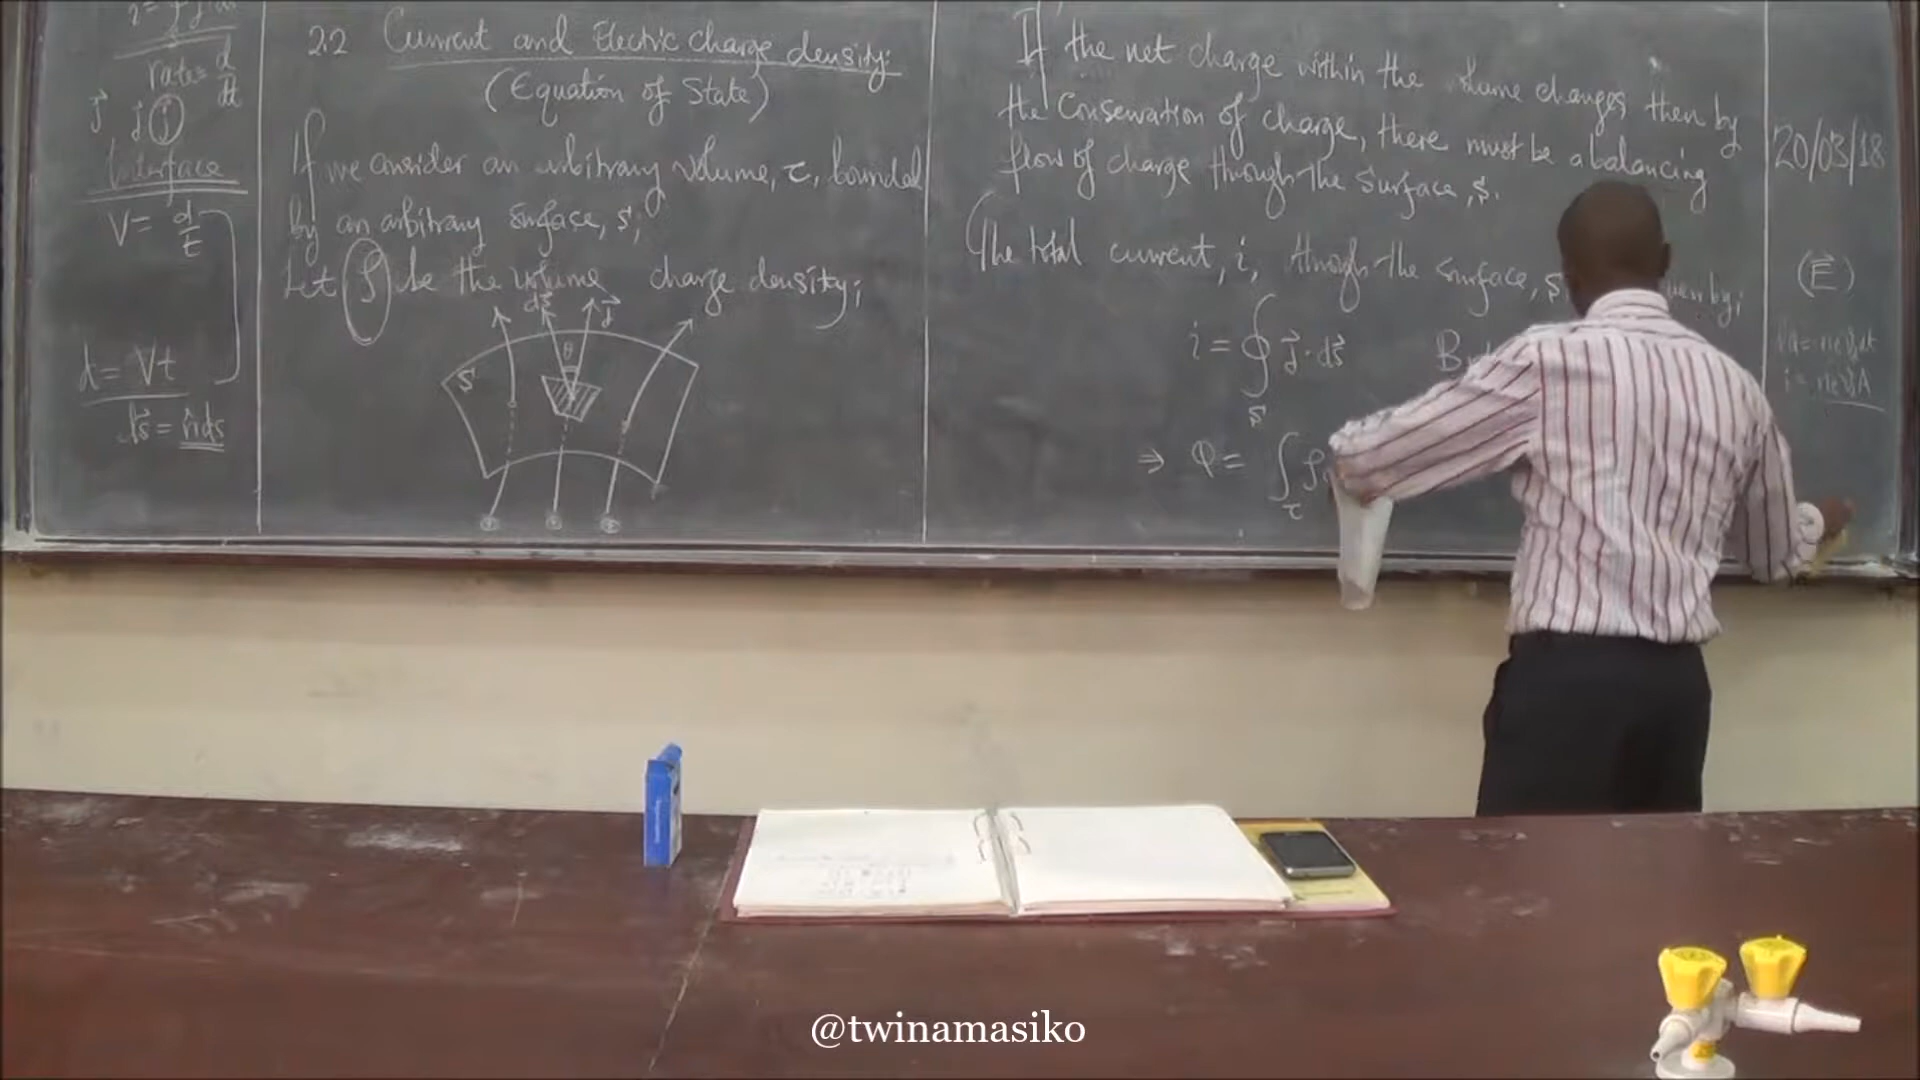 rate = d/dt
J⃗ j⃗ (j)
Interface
V = d/t
d = Vt
ds⃗ = n̂ds
2.2 Current and Electric charge density:
(Equation of State)
If we consider an arbitrary volume, τ, bounded
by an arbitrary surface, S;
Let ρ be the volume charge density;
ds⃗ J⃗
θ
S
If the net charge within the volume changes then by
the Conservation of charge, there must be a balancing
flow of charge through the Surface, S.
The total current, i, through the surface, S,
by;
i = ∮ J⃗ · ds⃗
S
⇒ Q = ∫ ρ
τ
20/03/18
(E⃗)
@twinamasiko